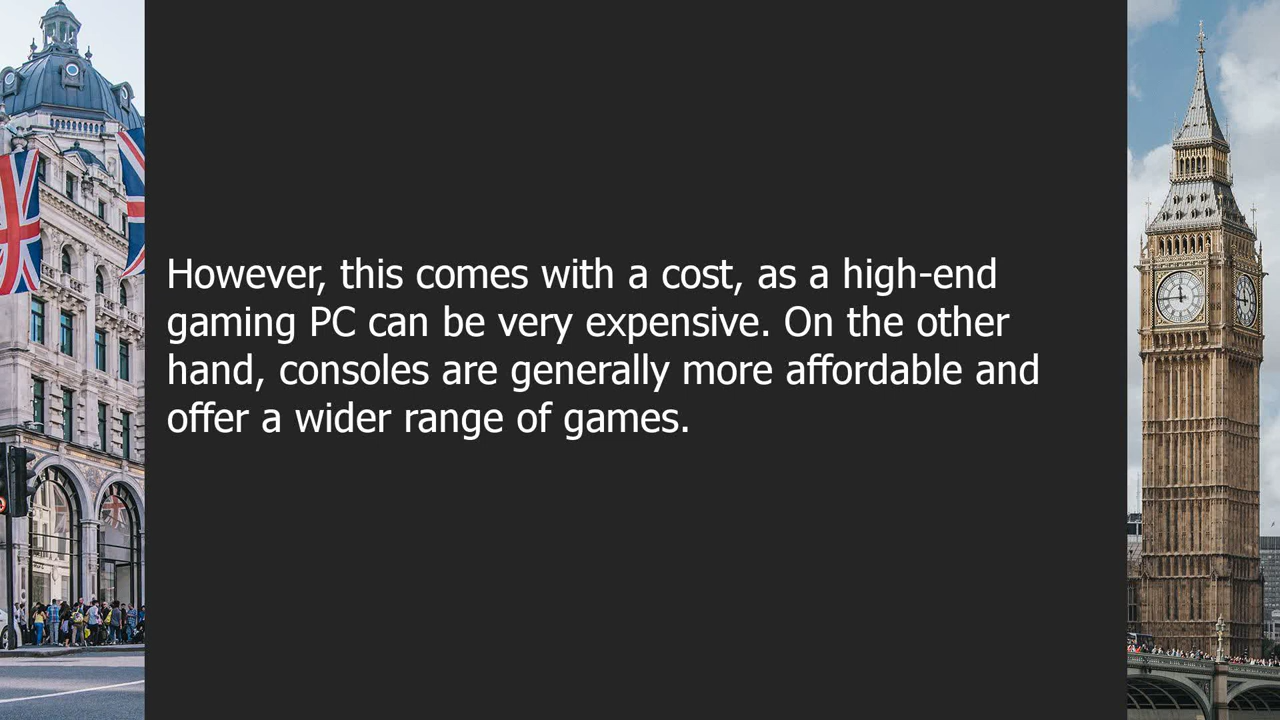 However, this comes with a cost, as a high-end
gaming PC can be very expensive. On the other
hand, consoles are generally more affordable and
offer a wider range of games.